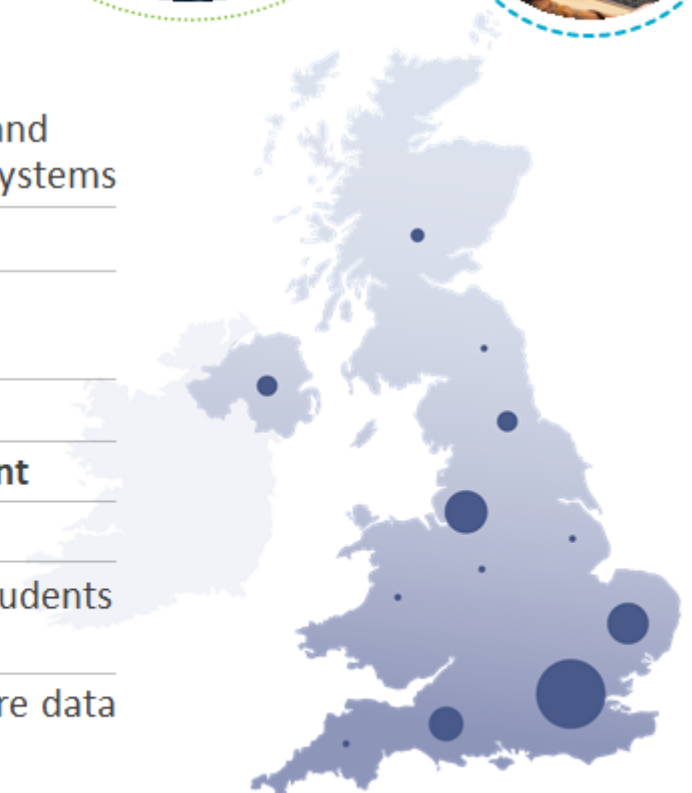 and
ystems
nt
udents
re data